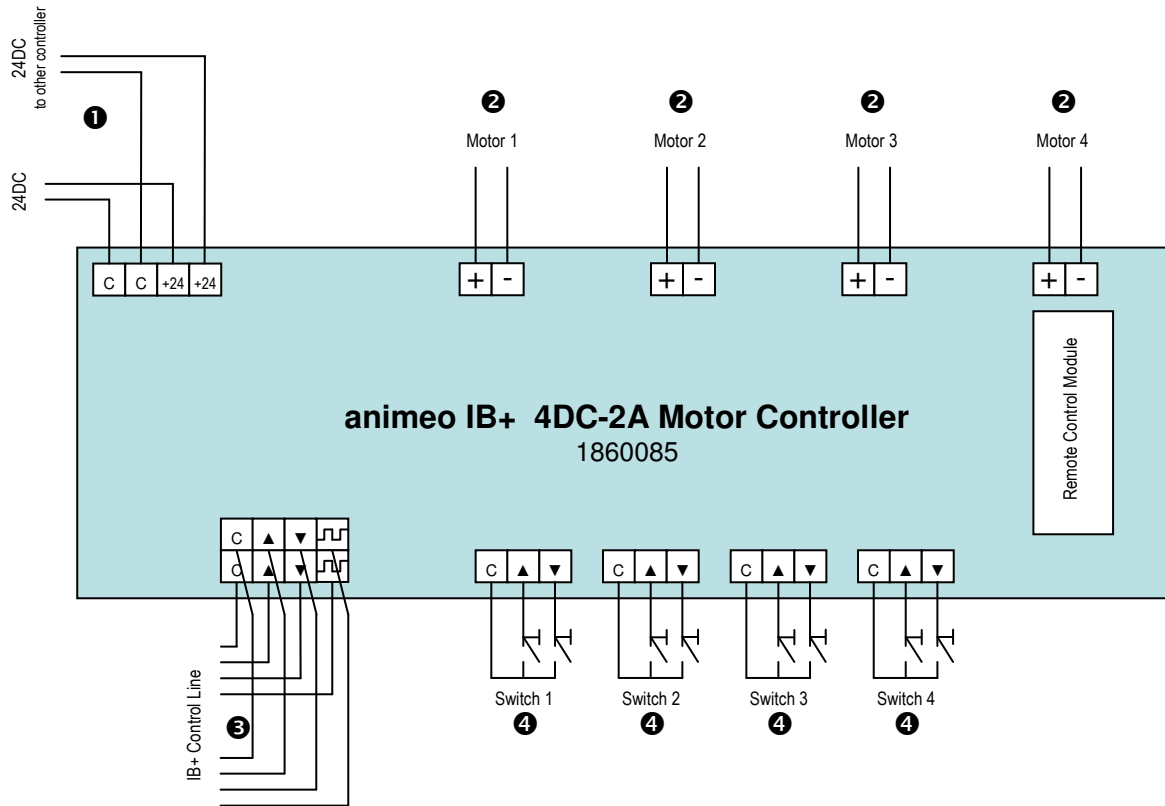 24DC
to other controller
❶
24DC
❷ ❷ ❷ ❷
Motor 1 Motor 2 Motor 3 Motor 4
C C +24 +24
+ - + - + - + -
Remote Control Module
animeo IB+ 4DC-2A Motor Controller
1860085
C ▲ ▼
C ▲ ▼
C ▲ ▼ C ▲ ▼ C ▲ ▼ C ▲ ▼
IB+ Control Line
❸
Switch 1 Switch 2 Switch 3 Switch 4
❹ ❹ ❹ ❹